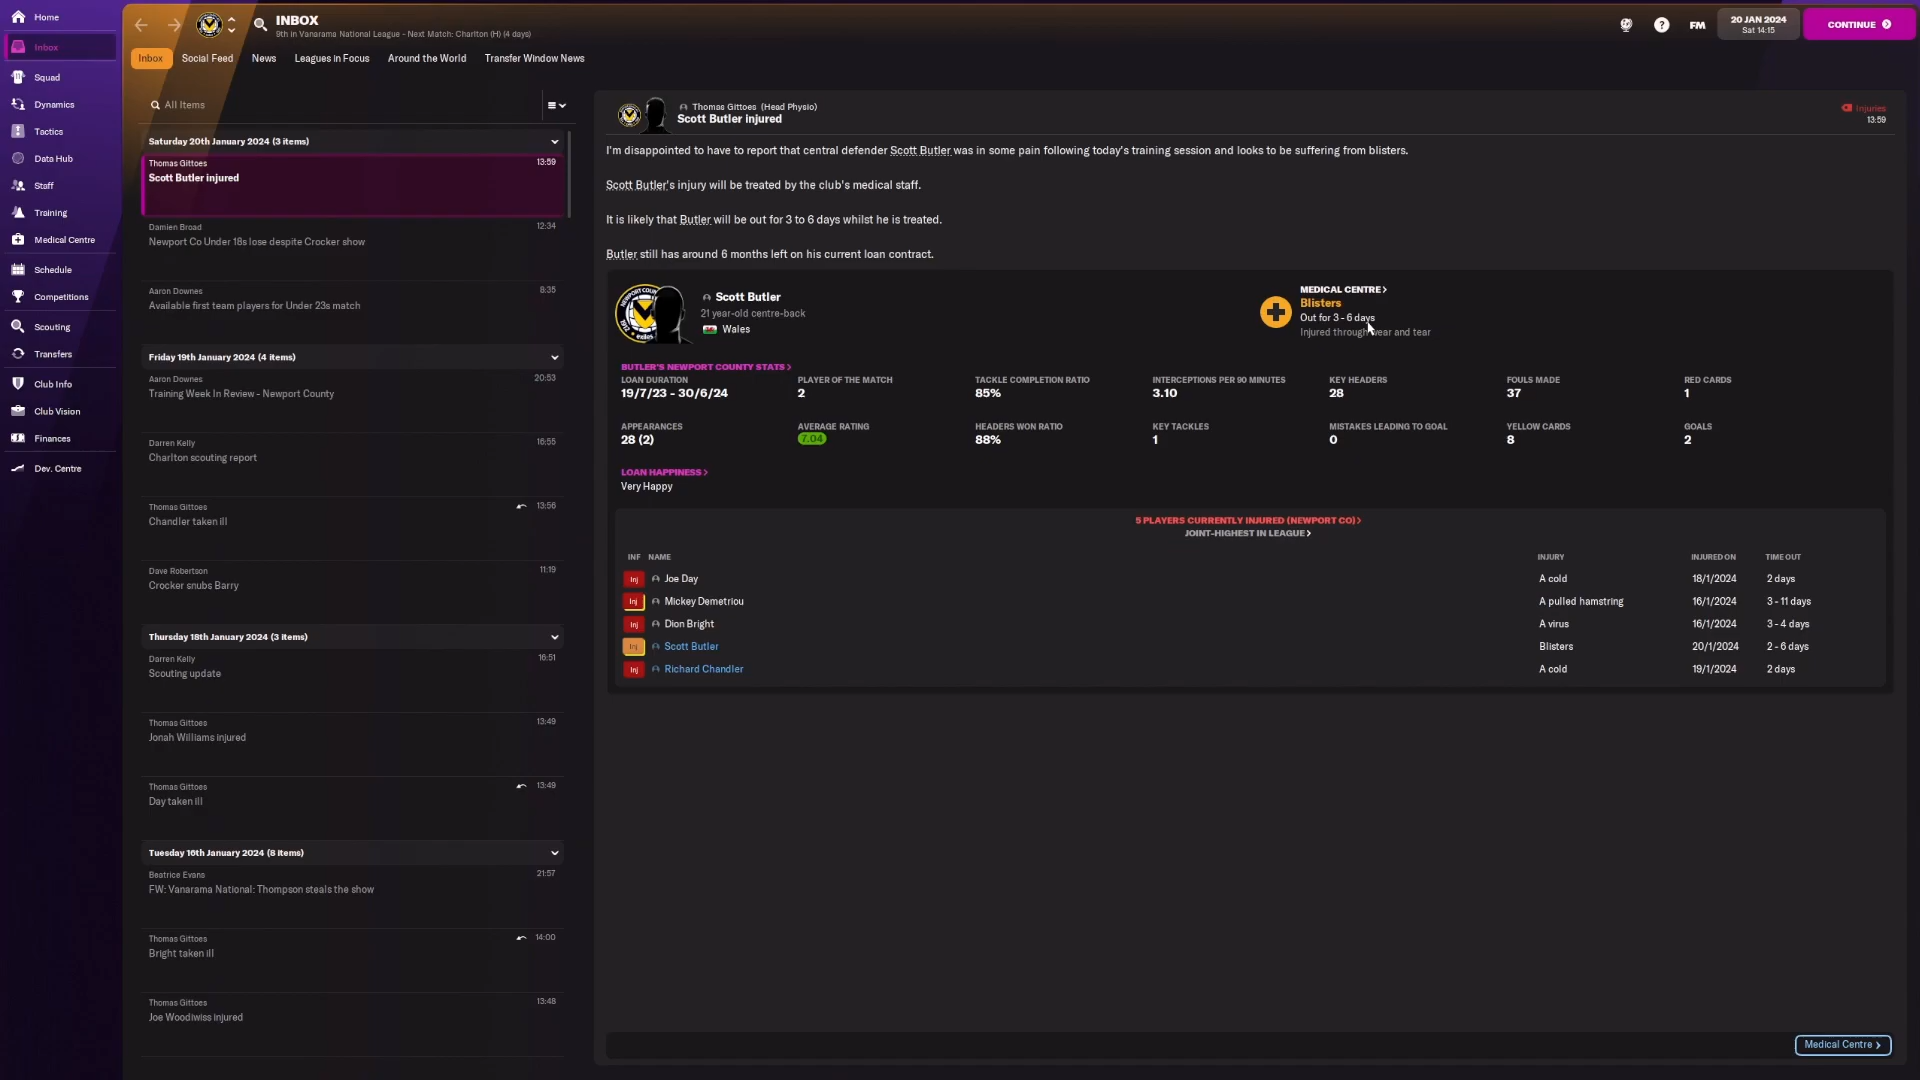 Home
Inbox
Squad
Dynamics
Tactics
Data Hub
Staff
Training
Medical Centre
Schedule
Competitions
Scouting
Transfers
Club Info
Club Vision
Finances
Dev. Centre
INBOX
9th in Vanarama National League - Next Match: Charlton (H) (4 days)
FM
20 JAN 2024
Sat 14:15
CONTINUE
Inbox Social Feed News Leagues in Focus Around the World Transfer Window News
All Items
Saturday 20th January 2024 (3 items)
Thomas Gittoes 13:59
Scott Butler injured
Damien Broad 12:34
Newport Co Under 18s lose despite Crocker show
Aaron Downes 8:35
Available first team players for Under 23s match
Friday 19th January 2024 (4 items)
Aaron Downes 20:53
Training Week In Review - Newport County
Darren Kelly 16:55
Charlton scouting report
Thomas Gittoes 13:56
Chandler taken ill
Dave Robertson 11:19
Crocker snubs Barry
Thursday 18th January 2024 (3 items)
Darren Kelly 16:51
Scouting update
Thomas Gittoes 13:49
Jonah Williams injured
Thomas Gittoes 13:49
Day taken ill
Tuesday 16th January 2024 (8 items)
Beatrice Evans 21:57
FW: Vanarama National: Thompson steals the show
Thomas Gittoes 14:00
Bright taken ill
Thomas Gittoes 13:48
Joe Woodiwiss injured
Thomas Gittoes (Head Physio)
Scott Butler injured
Injuries
13:59
I'm disappointed to have to report that central defender Scott Butler was in some pain following today's training session and looks to be suffering from blisters.
Scott Butler's injury will be treated by the club's medical staff.
It is likely that Butler will be out for 3 to 6 days whilst he is treated.
Butler still has around 6 months left on his current loan contract.
NEWPORT COUN
1912 exiles
Scott Butler
21 year-old centre-back
Wales
MEDICAL CENTRE >
Blisters
Out for 3 - 6 days
Injured through wear and tear
BUTLER'S NEWPORT COUNTY STATS >
LOAN DURATION PLAYER OF THE MATCH TACKLE COMPLETION RATIO INTERCEPTIONS PER 90 MINUTES KEY HEADERS FOULS MADE RED CARDS
19/7/23 - 30/6/24 2 85% 3.10 28 37 1
APPEARANCES AVERAGE RATING HEADERS WON RATIO KEY TACKLES MISTAKES LEADING TO GOAL YELLOW CARDS GOALS
28 (2) 7.04 88% 1 0 8 2
LOAN HAPPINESS >
Very Happy
5 PLAYERS CURRENTLY INJURED (NEWPORT CO) >
JOINT-HIGHEST IN LEAGUE >
INF NAME INJURY INJURED ON TIME OUT
Inj Joe Day A cold 18/1/2024 2 days
Inj Mickey Demetriou A pulled hamstring 16/1/2024 3 - 11 days
Inj Dion Bright A virus 16/1/2024 3 - 4 days
Inj Scott Butler Blisters 20/1/2024 2 - 6 days
Inj Richard Chandler A cold 19/1/2024 2 days
Medical Centre >